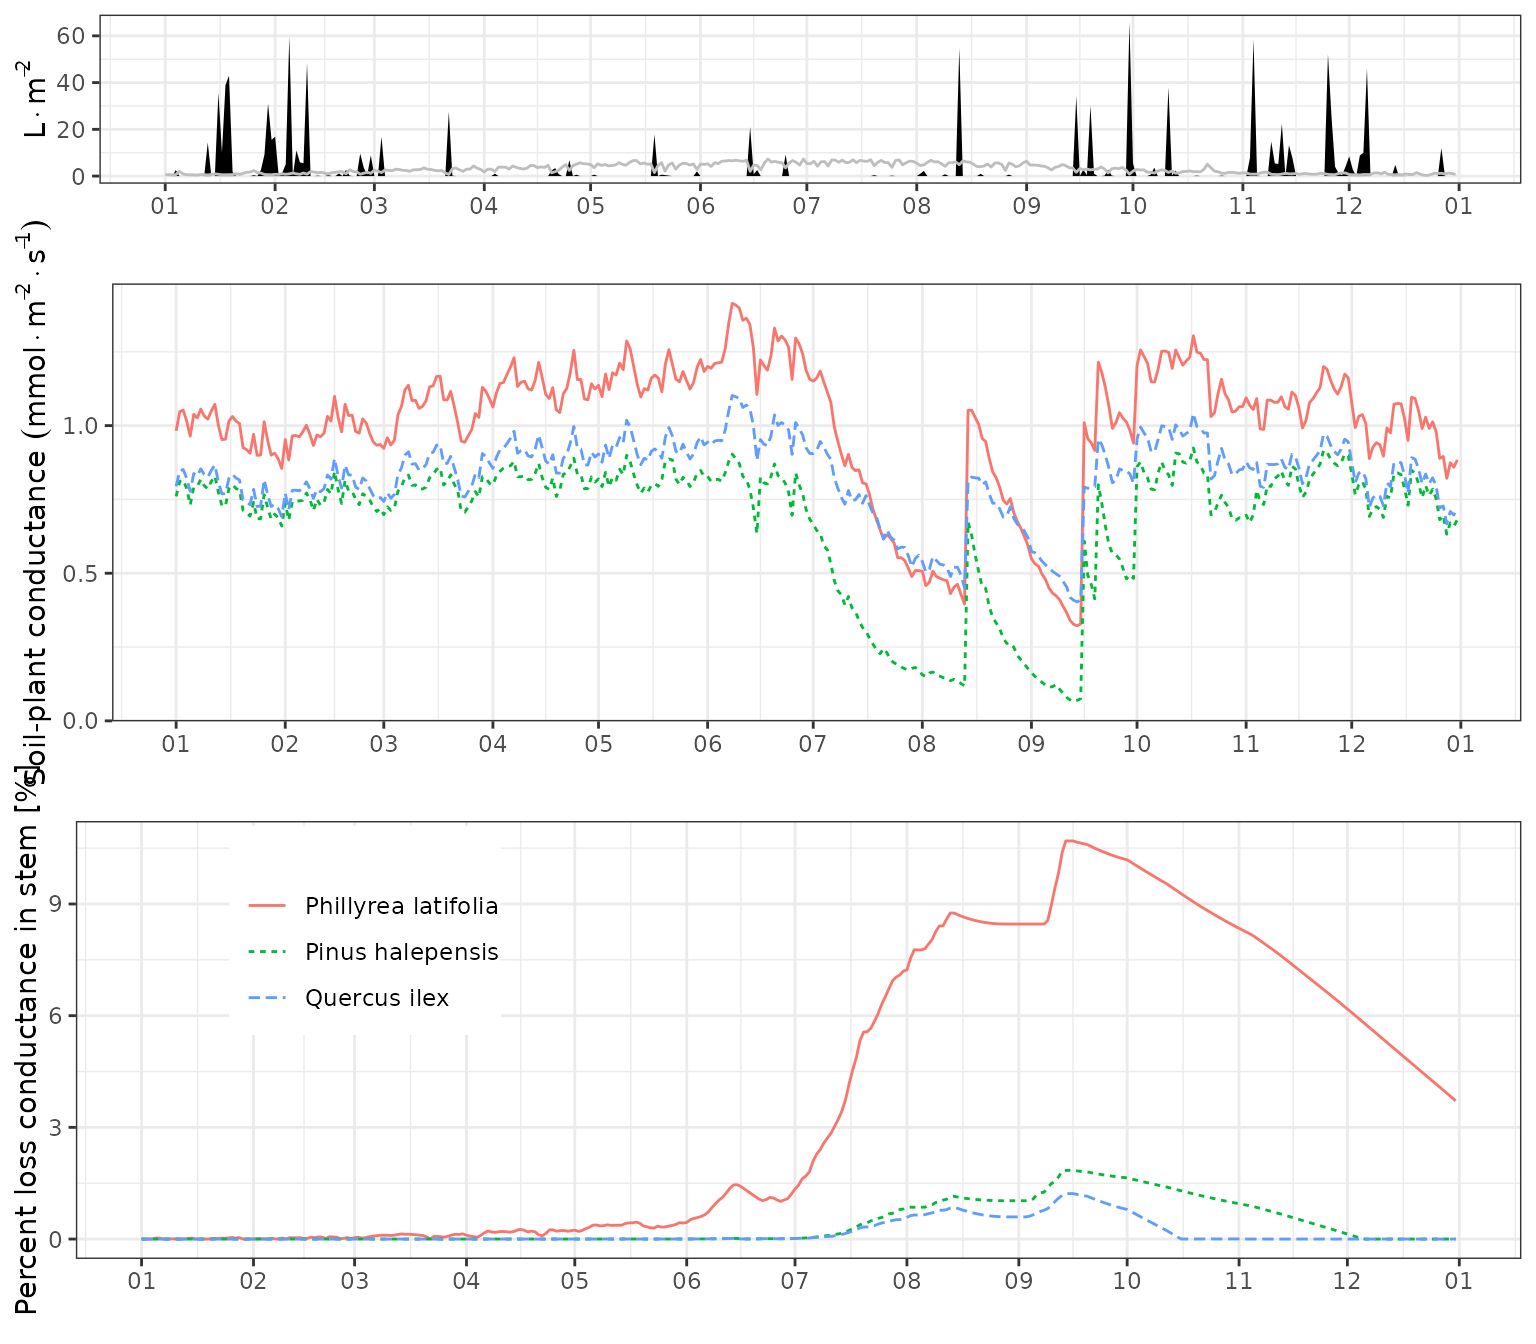 L·m⁻²
60
40
20
0
01 02 03 04 05 06 07 08 09 10 11 12 01
Soil-plant conductance (mmol·m⁻²·s⁻¹)
1.0
0.5
0.0
01 02 03 04 05 06 07 08 09 10 11 12 01
Percent loss conductance in stem [%]
9
6
3
0
Phillyrea latifolia
Pinus halepensis
Quercus ilex
01 02 03 04 05 06 07 08 09 10 11 12 01